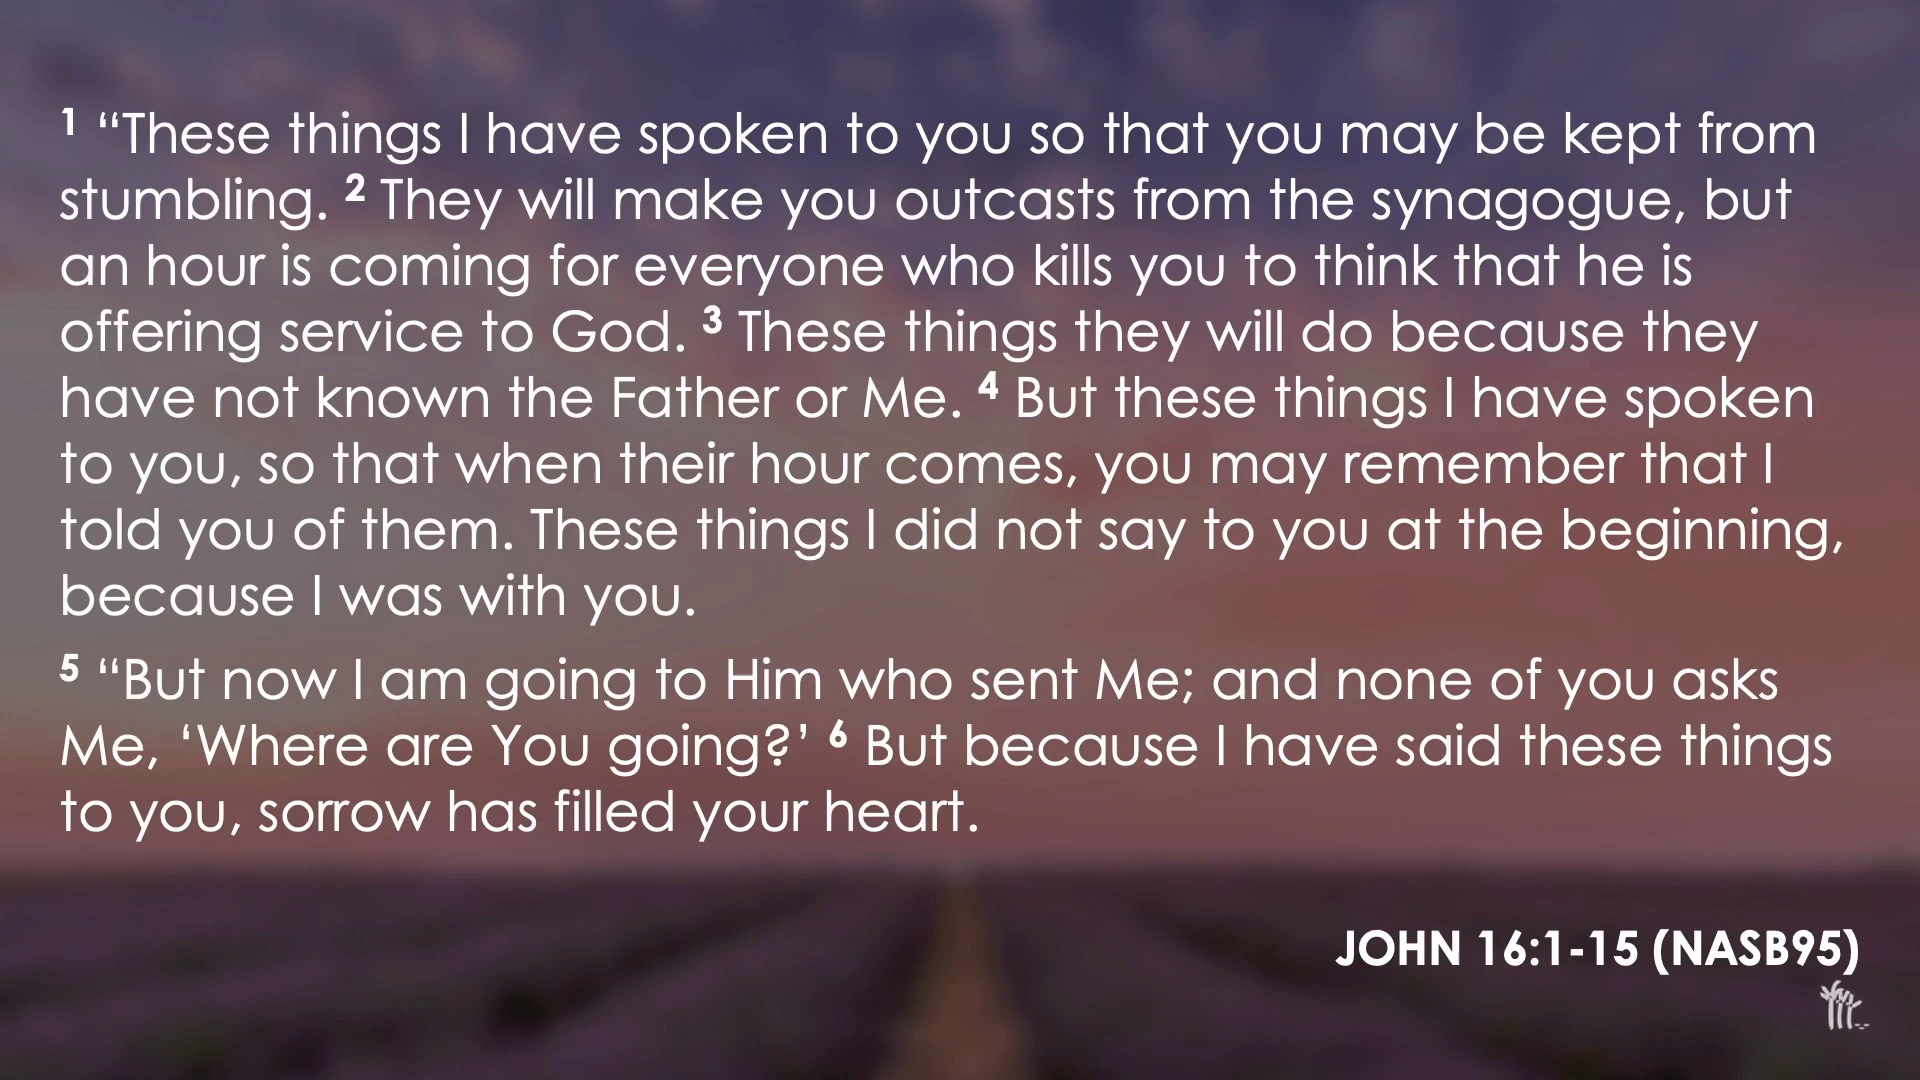 1 “These things I have spoken to you so that you may be kept from
stumbling. 2 They will make you outcasts from the synagogue, but
an hour is coming for everyone who kills you to think that he is
offering service to God. 3 These things they will do because they
have not known the Father or Me. 4 But these things I have spoken
to you, so that when their hour comes, you may remember that I
told you of them. These things I did not say to you at the beginning,
because I was with you.
5 “But now I am going to Him who sent Me; and none of you asks
Me, ‘Where are You going?’ 6 But because I have said these things
to you, sorrow has filled your heart.
JOHN 16:1-15 (NASB95)